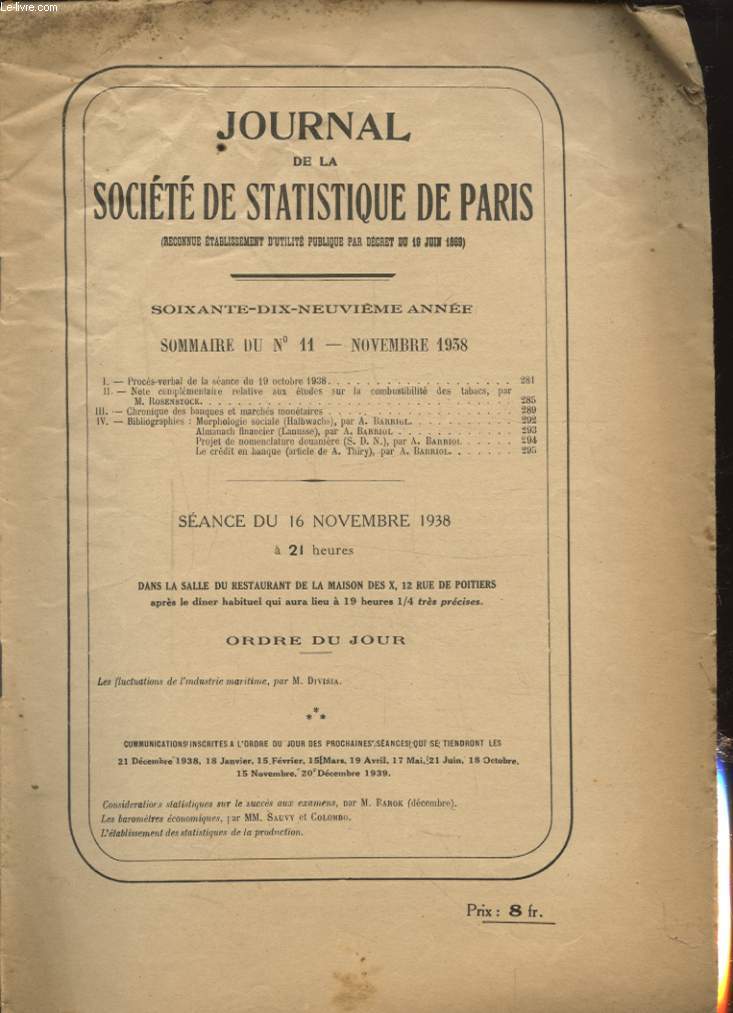 Le-livre.com
JOURNAL
DE LA
SOCIÉTÉ DE STATISTIQUE DE PARIS
(RECONNUE ÉTABLISSEMENT D'UTILITÉ PUBLIQUE PAR DÉCRET DU 19 JUIN 1869)
SOIXANTE-DIX-NEUVIÈME ANNÉE
SOMMAIRE DU Nº 11 — NOVEMBRE 1938
I. — Procès-verbal de la séance du 19 octobre 1938. . . . . . . . . . . . . . . . . . . 281
II. — Note complémentaire relative aux études sur la combustibilité des tabacs, par
M. ROSENSTOCK. . . . . . . . . . . . . . . . . . . . . . . . . . . . . . 285
III. — Chronique des banques et marchés monétaires . . . . . . . . . . . . . . . . . . 289
IV. — Bibliographies : Morphologie sociale (Halbwachs), par A. BARRIOL. . . . . . . . . . 292
Almanach financier (Laausse), par A. BARRIOL . . . . . . . . . . . 293
Projet de nomenclature douanière (S. D. N.), par A. BARRIOL . . . . . 294
Le crédit en banque (article de A. Thiry), par A. BARRIOL. . . . . . . 295
SÉANCE DU 16 NOVEMBRE 1938
à 21 heures
DANS LA SALLE DU RESTAURANT DE LA MAISON DES X, 12 RUE DE POITIERS
après le dîner habituel qui aura lieu à 19 heures 1/4 très précises.
ORDRE DU JOUR
Les fluctuations de l'industrie maritime, par M. DIVISIA.
* * *
COMMUNICATIONS INSCRITES A L'ORDRE DU JOUR DES PROCHAINES SÉANCES QUI SE TIENDRONT LES
21 Décembre 1938, 18 Janvier, 15 Février, 15 Mars, 19 Avril, 17 Mai, 21 Juin, 18 Octobre,
15 Novembre, 20 Décembre 1939.
Considerations statistiques sur le succès aux examens, par M. BAROK (décembre).
Les baromètres économiques, par MM. SAUVY et COLOMBO.
L'établissement des statistiques de la production.
Prix : 8 fr.